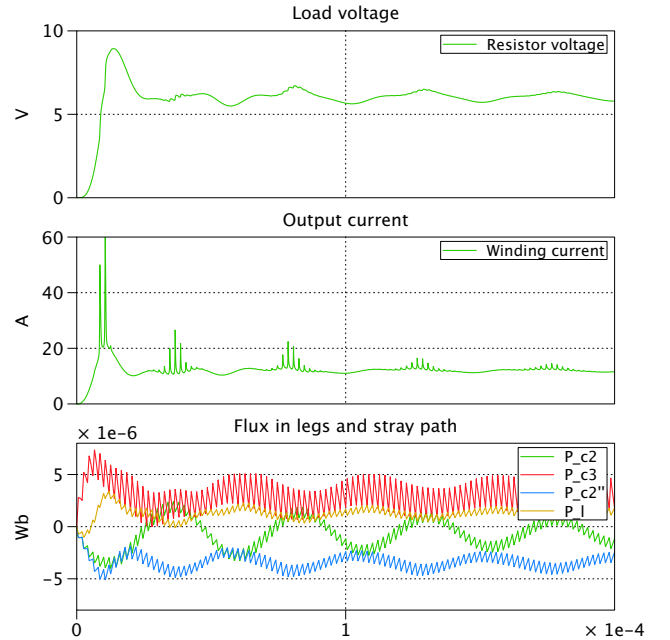 Load voltage
10
Resistor voltage
5
V
0
Output current
60
Winding current
40
A
20
0
Flux in legs and stray path
× 1e-6
P_c2
P_c3
P_c2"
P_l
5
0
Wb
−5
0
1
× 1e-4